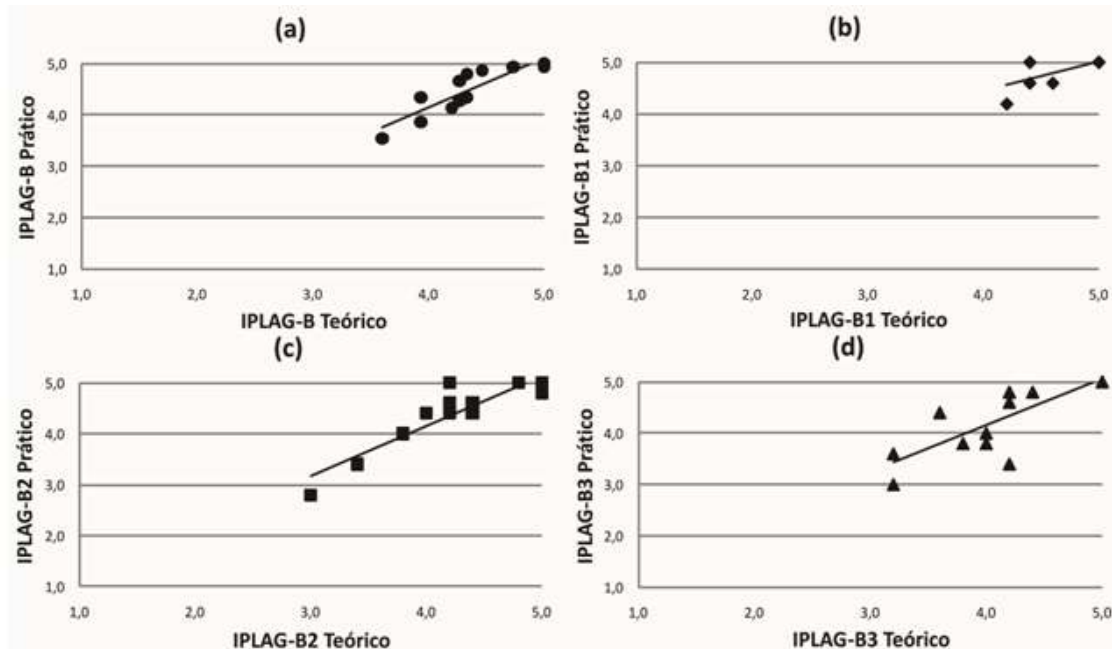 (a)
IPLAG-B Prático
5,0
4,0
3,0
2,0
1,0
1,0 2,0 3,0 4,0 5,0
IPLAG-B Teórico
(b)
IPLAG-B1 Prático
5,0
4,0
3,0
2,0
1,0
1,0 2,0 3,0 4,0 5,0
IPLAG-B1 Teórico
(c)
IPLAG-B2 Prático
5,0
4,0
3,0
2,0
1,0
1,0 2,0 3,0 4,0 5,0
IPLAG-B2 Teórico
(d)
IPLAG-B3 Prático
5,0
4,0
3,0
2,0
1,0
1,0 2,0 3,0 4,0 5,0
IPLAG-B3 Teórico